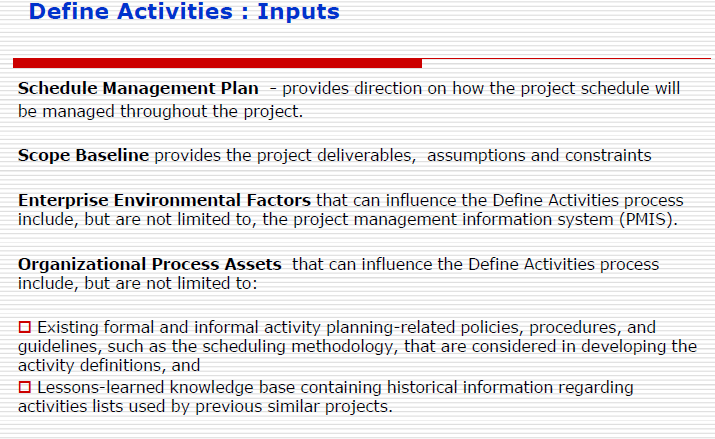 Define Activities : Inputs
Schedule Management Plan - provides direction on how the project schedule will
be managed throughout the project.
Scope Baseline provides the project deliverables, assumptions and constraints
Enterprise Environmental Factors that can influence the Define Activities process
include, but are not limited to, the project management information system (PMIS).
Organizational Process Assets that can influence the Define Activities process
include, but are not limited to:
Existing formal and informal activity planning-related policies, procedures, and
guidelines, such as the scheduling methodology, that are considered in developing the
activity definitions, and
Lessons-learned knowledge base containing historical information regarding
activities lists used by previous similar projects.